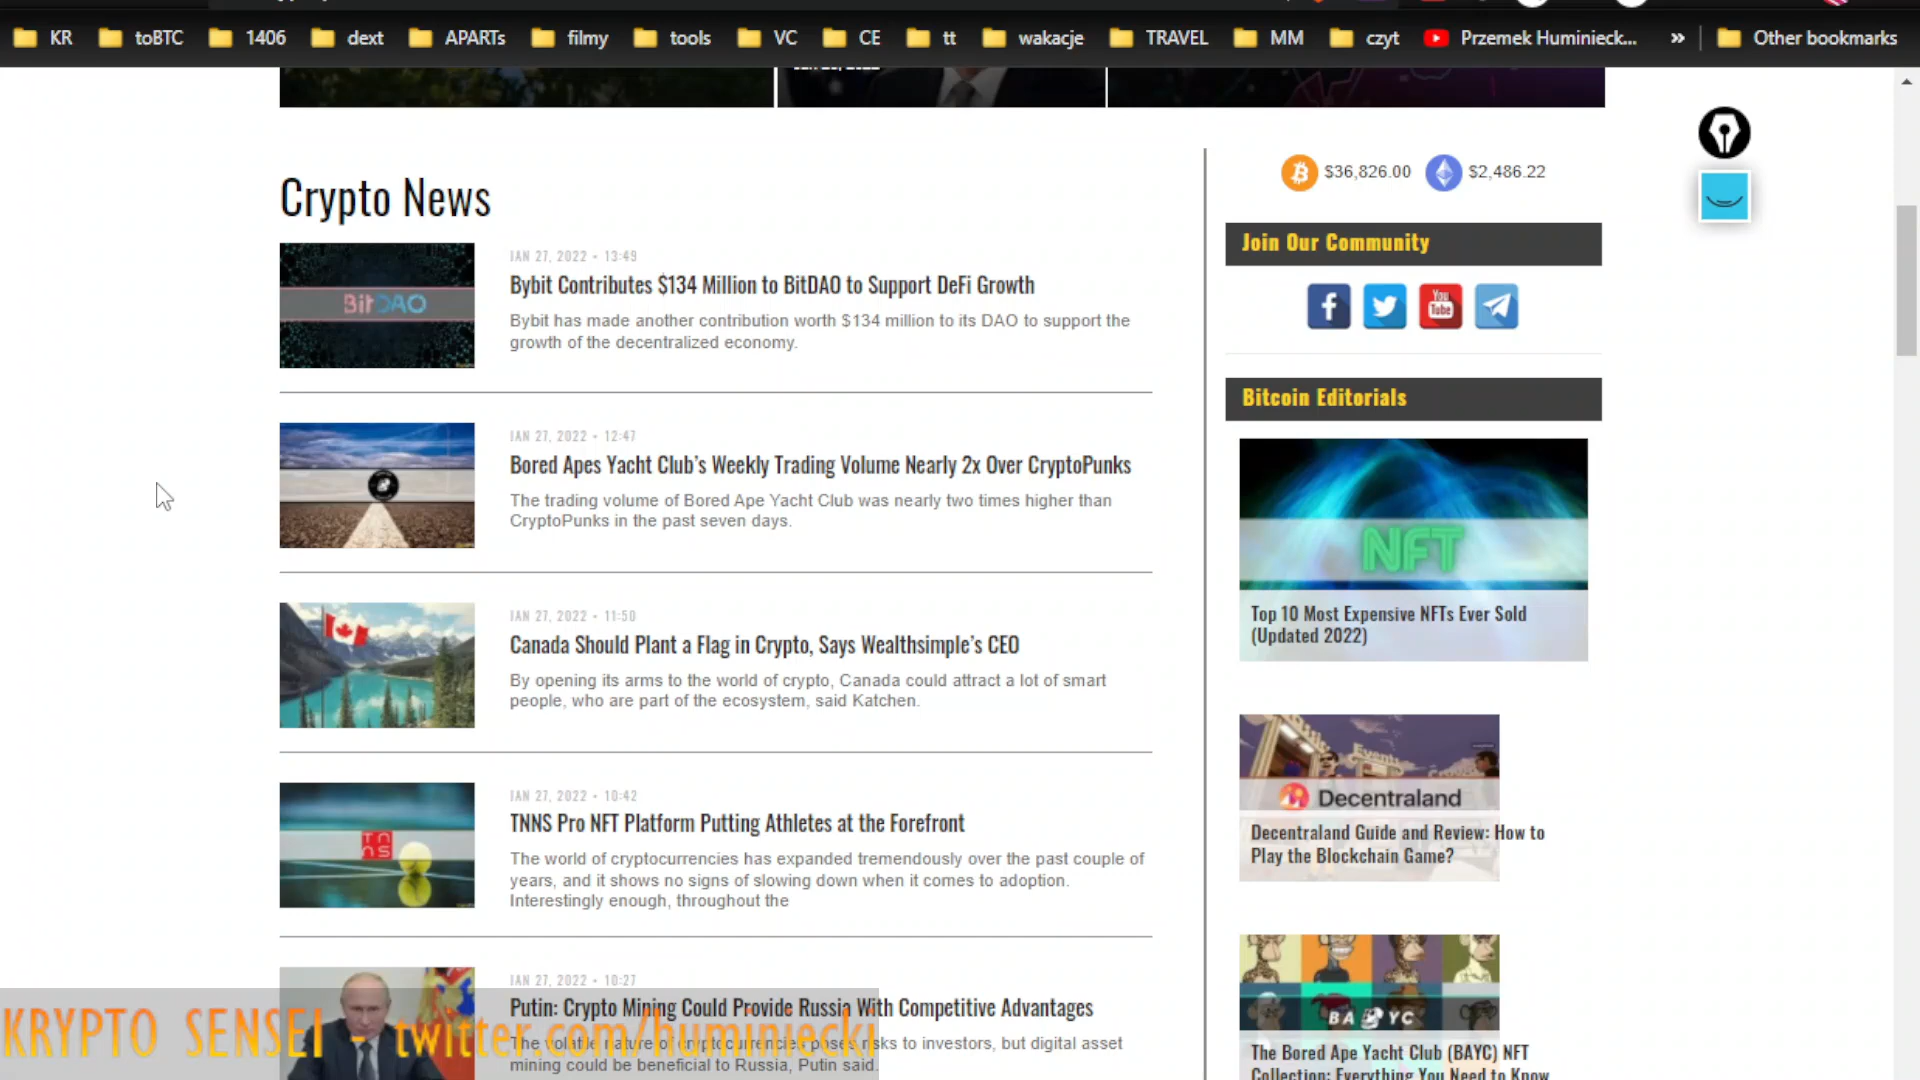 KR
toBTC
1406
dext
APARTs
filmy
tools
VC
CE
tt
wakacje
TRAVEL
MM
czyt
Przemek Huminieck...
»
Other bookmarks
Crypto News
JAN 27, 2022 • 13:49
Bybit Contributes $134 Million to BitDAO to Support DeFi Growth
Bybit has made another contribution worth $134 million to its DAO to support the
growth of the decentralized economy.
BitDAO
JAN 27, 2022 • 12:47
Bored Apes Yacht Club's Weekly Trading Volume Nearly 2x Over CryptoPunks
The trading volume of Bored Ape Yacht Club was nearly two times higher than
CryptoPunks in the past seven days.
JAN 27, 2022 • 11:50
Canada Should Plant a Flag in Crypto, Says Wealthsimple's CEO
By opening its arms to the world of crypto, Canada could attract a lot of smart
people, who are part of the ecosystem, said Katchen.
TN
NS
JAN 27, 2022 • 10:42
TNNS Pro NFT Platform Putting Athletes at the Forefront
The world of cryptocurrencies has expanded tremendously over the past couple of
years, and it shows no signs of slowing down when it comes to adoption.
Interestingly enough, throughout the
JAN 27, 2022 • 10:27
Putin: Crypto Mining Could Provide Russia With Competitive Advantages
The volatile nature of cryptocurrencies poses risks to investors, but digital asset
mining could be beneficial to Russia, Putin said.
KRYPTO SENSEI - twitter.com/huminiecki
$36,826.00
$2,486.22
Join Our Community
You
Tube
Bitcoin Editorials
NFT
Top 10 Most Expensive NFTs Ever Sold
(Updated 2022)
Events
Decentraland
Decentraland Guide and Review: How to
Play the Blockchain Game?
BAYC
The Bored Ape Yacht Club (BAYC) NFT
Collection: Everything You Need to Know